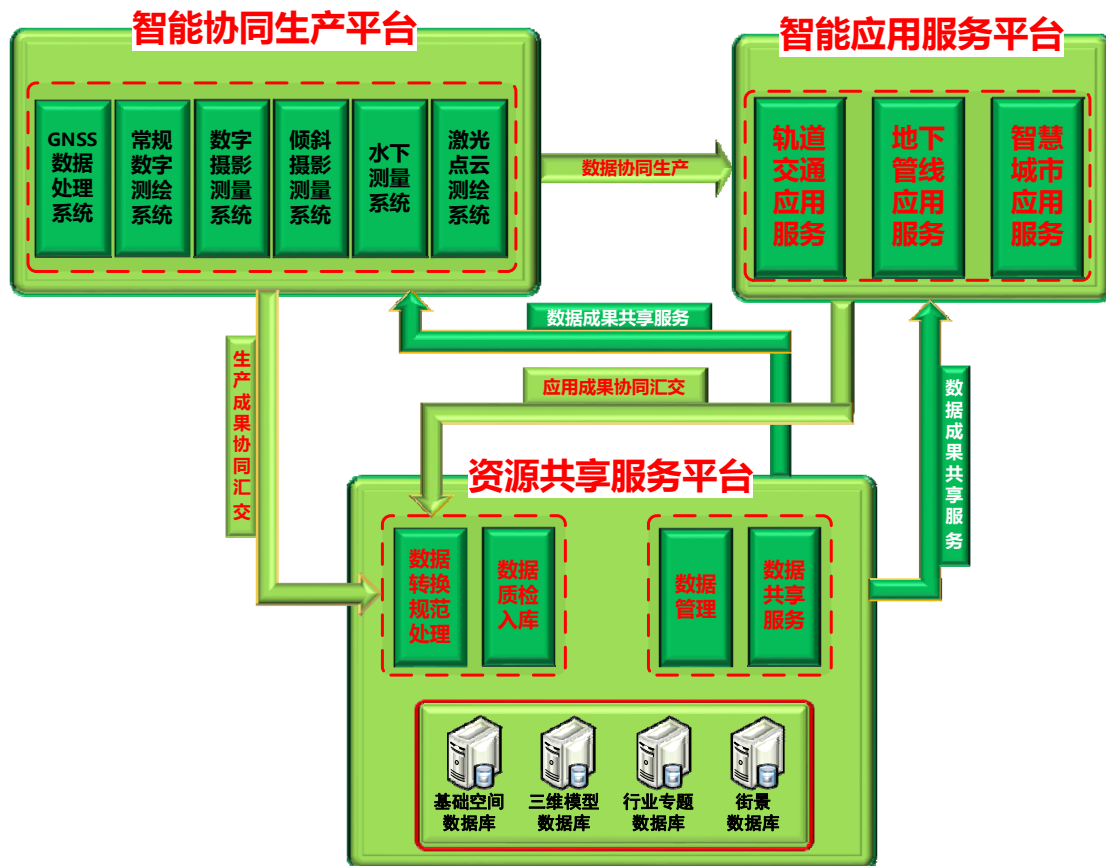 智能协同生产平台
GNSS
数据
处理
系统
常规
数字
测绘
系统
数字
摄影
测量
系统
倾斜
摄影
测量
系统
水下
测量
系统
激光
点云
测绘
系统
数据协同生产
智能应用服务平台
轨道
交通
应用
服务
地下
管线
应用
服务
智慧
城市
应用
服务
数据成果共享服务
应用成果协同汇交
生产成果协同汇交
数据成果共享服务
资源共享服务平台
数据
转换
规范
处理
数据
质检
入库
数据
管理
数据
共享
服务
基础空间
数据库
三维模型
数据库
行业专题
数据库
街景
数据库